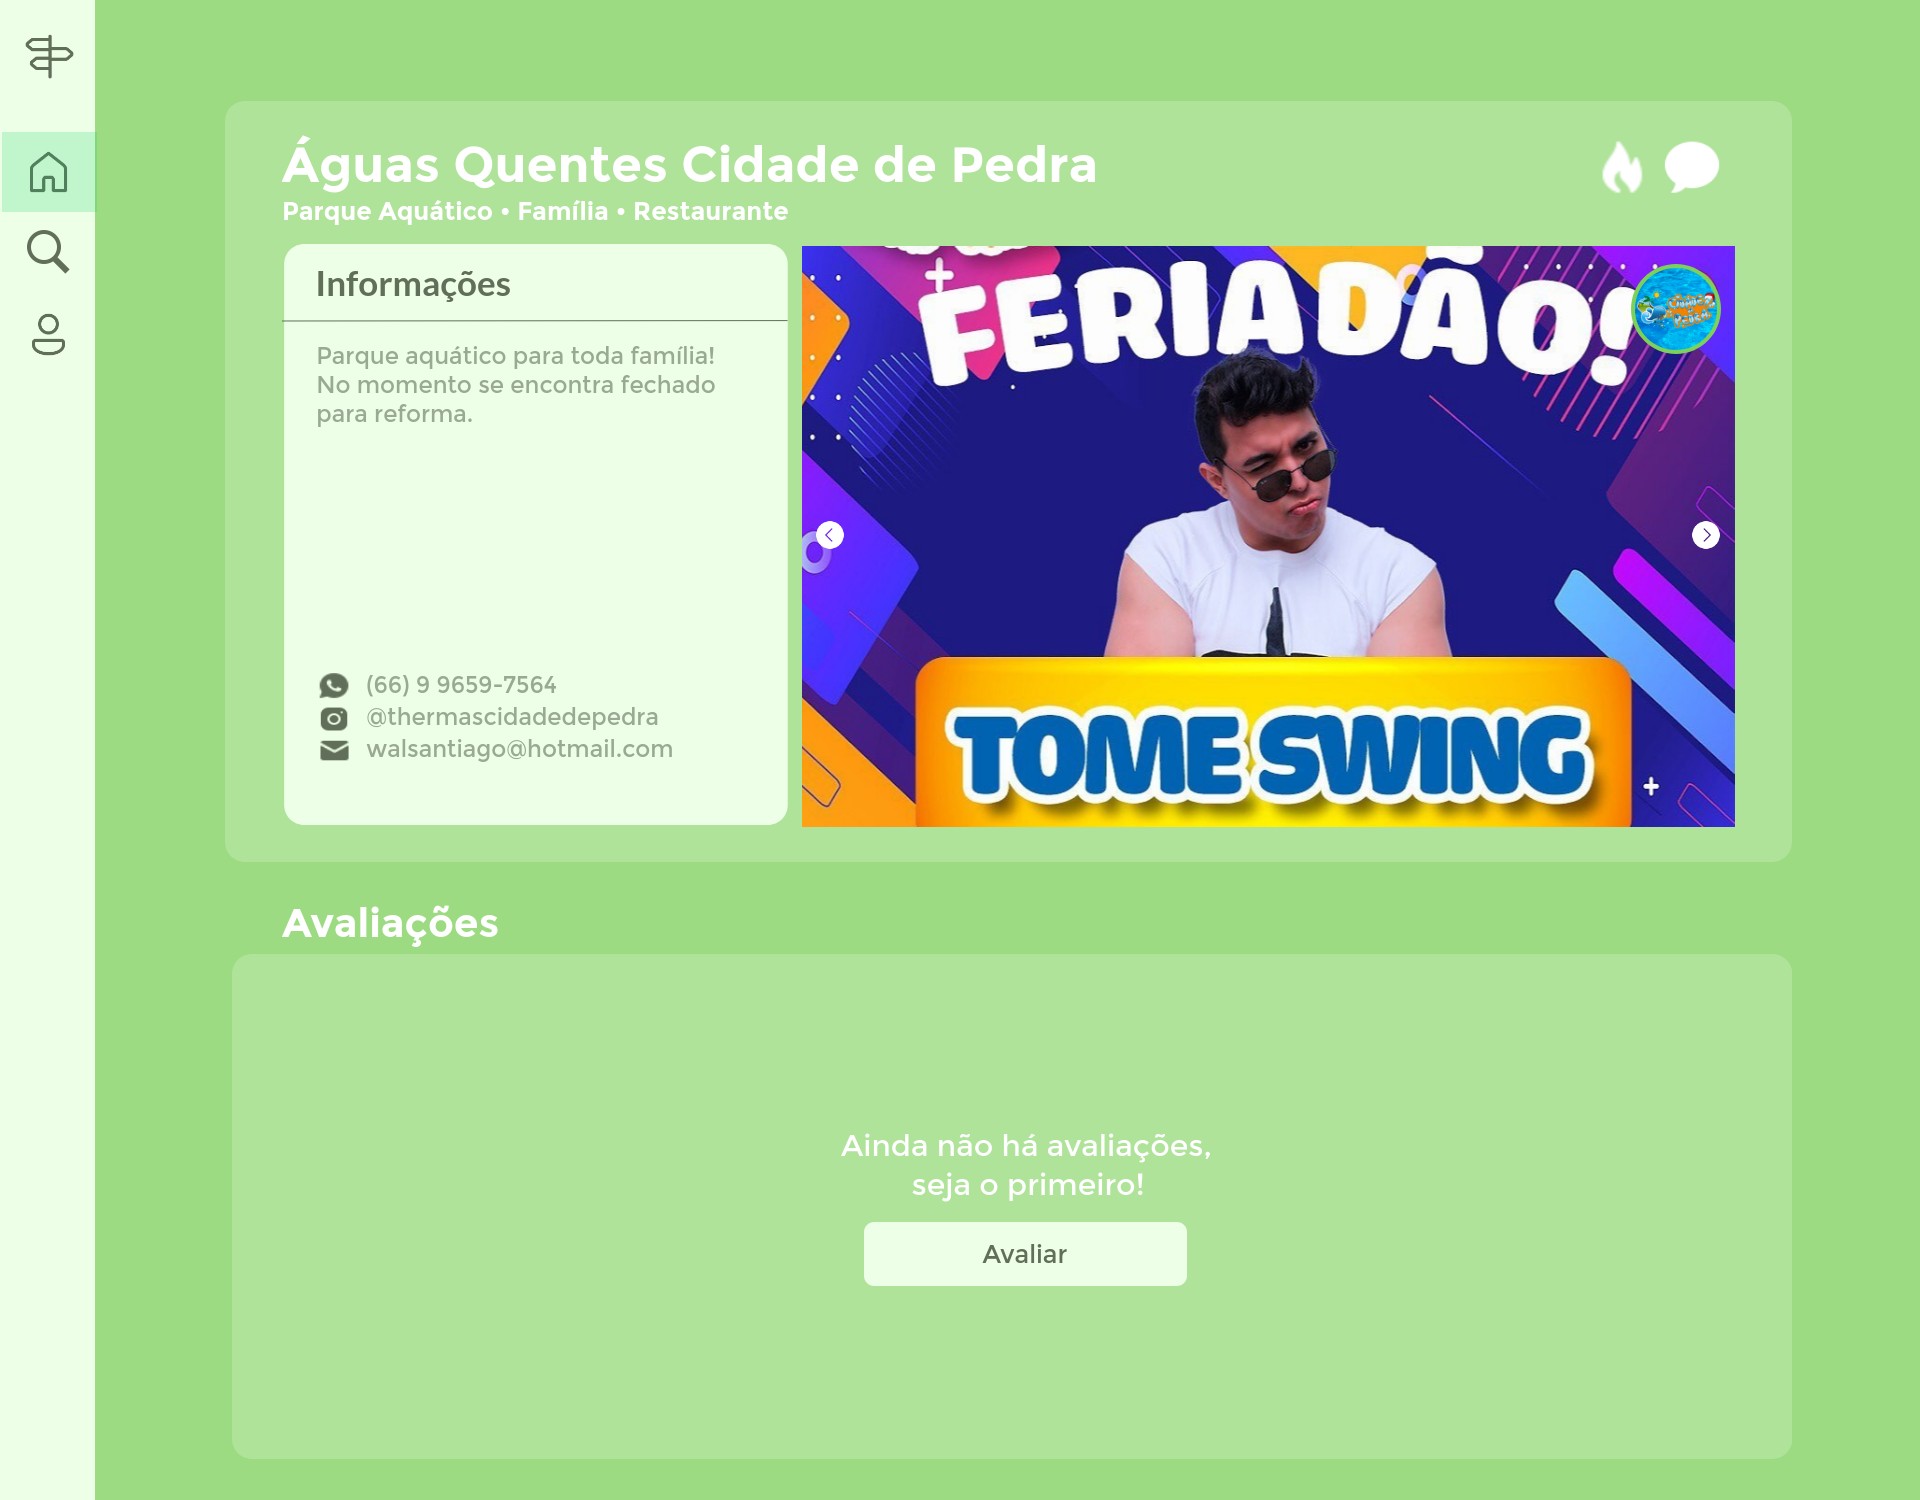 Águas Quentes Cidade de Pedra
Parque Aquático • Família • Restaurante
Informações
Parque aquático para toda família!
No momento se encontra fechado
para reforma.
(66) 9 9659-7564
@thermascidadedepedra
walsantiago@hotmail.com
FERIADÃO!
TOME SWING
Avaliações
Ainda não há avaliações,
seja o primeiro!
Avaliar